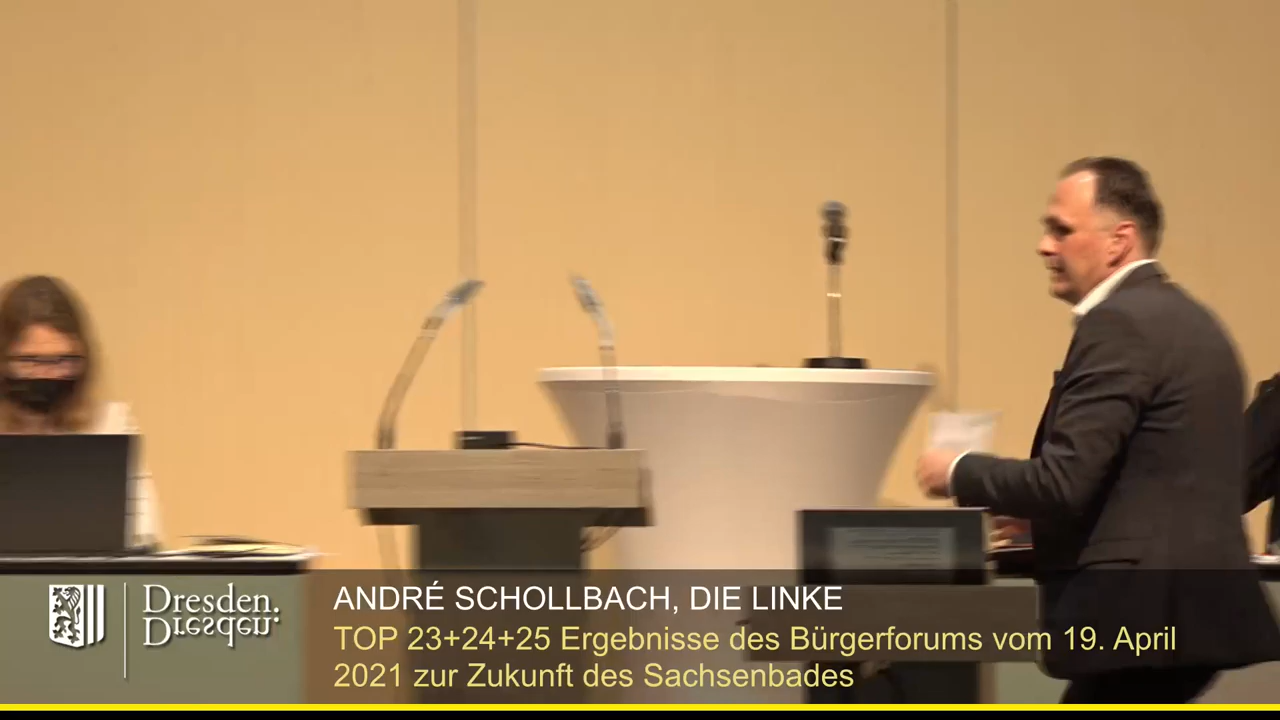 Dresden.
Dresden.
ANDRÉ SCHOLLBACH, DIE LINKE
TOP 23+24+25 Ergebnisse des Bürgerforums vom 19. April
2021 zur Zukunft des Sachsenbades